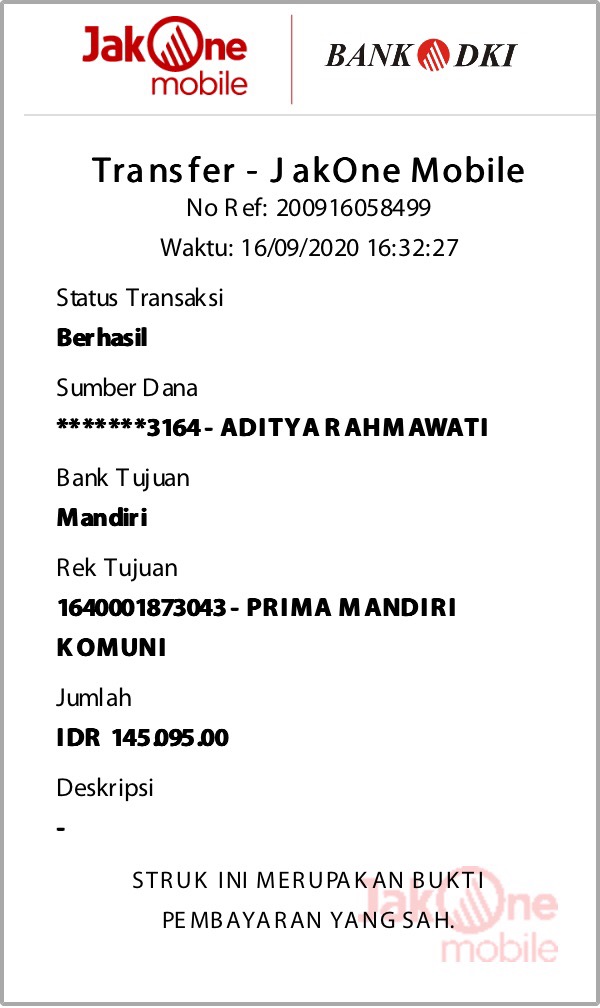 JakOne
mobile
BANK DKI
Transfer - JakOne Mobile
No Ref: 200916058499
Waktu: 16/09/2020 16:32:27
Status Transaksi
Berhasil
Sumber Dana
*******3164 - ADITYA RAHMAWATI
Bank Tujuan
Mandiri
Rek Tujuan
1640001873043 - PRIMA MANDIRI
KOMUNI
Jumlah
IDR 145.095.00
Deskripsi
-
STRUK INI MERUPAKAN BUKTI
PEMBAYARAN YANG SAH.
JakOne
mobile